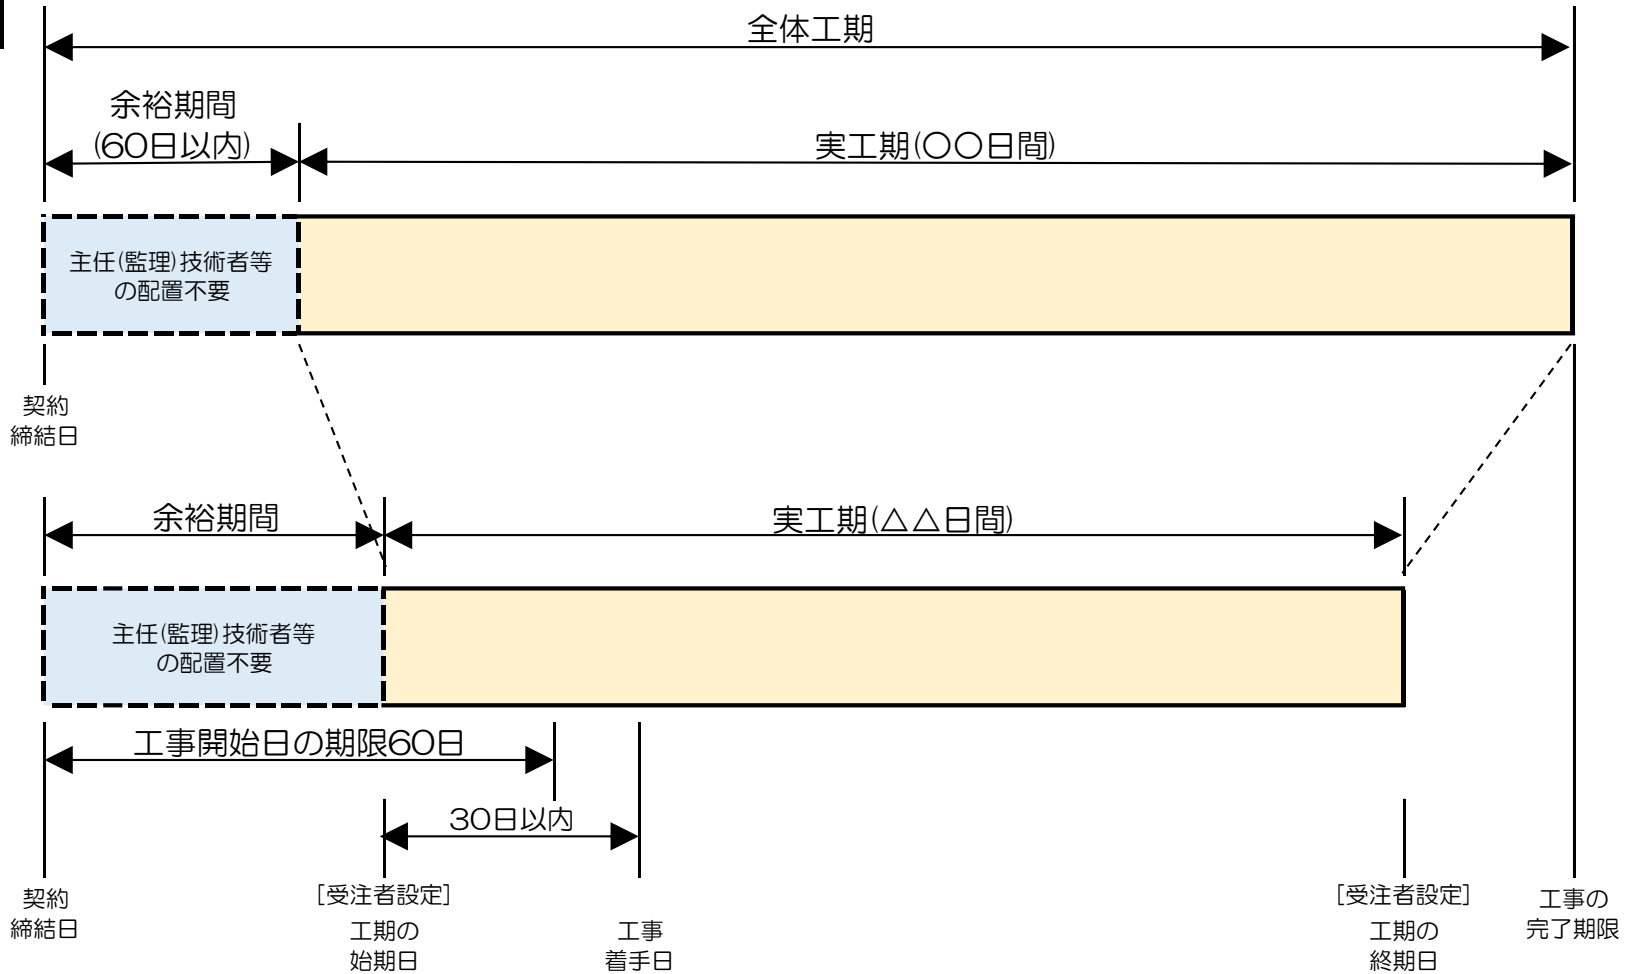 全体工期
余裕期間
(60日以内)
実工期(〇〇日間)
主任(監理)技術者等
の配置不要
契約
締結日
余裕期間
実工期(△△日間)
主任(監理)技術者等
の配置不要
工事開始日の期限60日
30日以内
契約
締結日
[受注者設定]
工期の
始期日
工事
着手日
[受注者設定]
工期の
終期日
工事の
完了期限